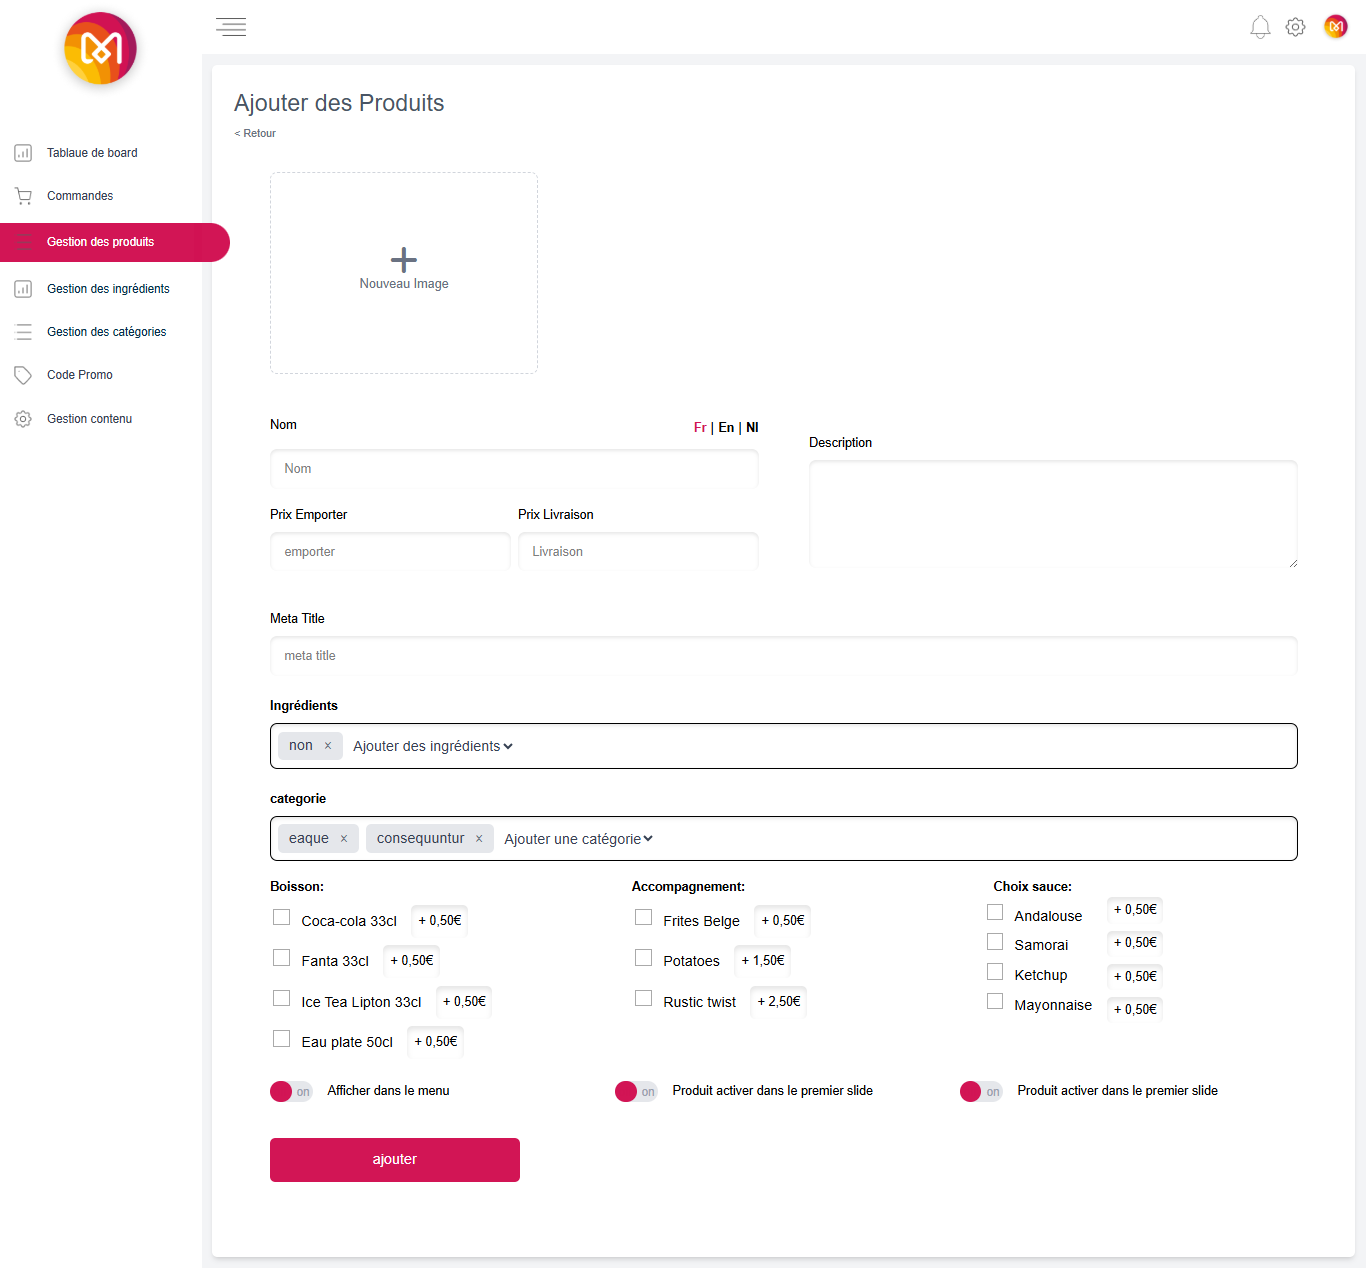 Tablaue de board
Commandes
Gestion des produits
Gestion des ingrédients
Gestion des catégories
Code Promo
Gestion contenu
Ajouter des Produits
< Retour
Nouveau Image
Nom
Fr | En | Nl
Nom
Description
Prix Emporter
Prix Livraison
emporter
Livraison
Meta Title
meta title
Ingrédients
non × Ajouter des ingrédients
categorie
eaque × consequuntur × Ajouter une catégorie
Boisson:
Coca-cola 33cl + 0,50€
Fanta 33cl + 0,50€
Ice Tea Lipton 33cl + 0,50€
Eau plate 50cl + 0,50€
Accompagnement:
Frites Belge + 0,50€
Potatoes + 1,50€
Rustic twist + 2,50€
Choix sauce:
Andalouse + 0,50€
Samorai + 0,50€
Ketchup + 0,50€
Mayonnaise + 0,50€
on Afficher dans le menu
on Produit activer dans le premier slide
on Produit activer dans le premier slide
ajouter